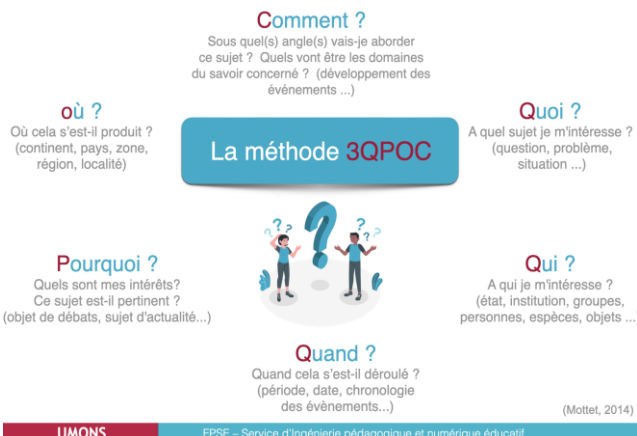 Comment ?
Sous quel(s) angle(s) vais-je aborder
ce sujet ? Quels vont être les domaines
du savoir concerné ? (développement des
événements ...)
où ?
Où cela s'est-il produit ?
(continent, pays, zone,
région, localité)
La méthode 3QPOC
Quoi ?
A quel sujet je m'intéresse ?
(question, problème,
situation ...)
Pourquoi ?
Quels sont mes intérêts?
Ce sujet est-il pertinent ?
(objet de débats, sujet d'actualité...)
Qui ?
A qui je m'intéresse ?
(état, institution, groupes,
personnes, espèces, objets ...
Quand ?
Quand cela s'est-il déroulé ?
(période, date, chronologie
des évènements...)
(Mottet, 2014)
UMONS
EPSE – Service d'Ingénierie pédagogique et numérique éducatif